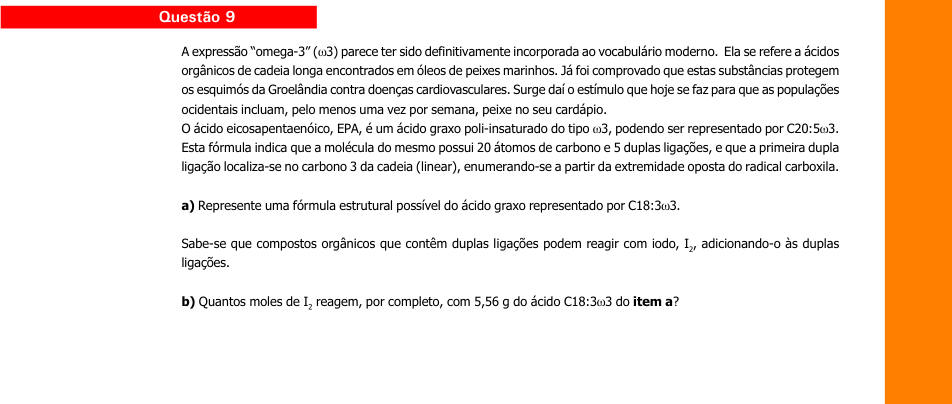 Questão 9
A expressão “omega-3” (ω3) parece ter sido definitivamente incorporada ao vocabulário moderno. Ela se refere a ácidos
orgânicos de cadeia longa encontrados em óleos de peixes marinhos. Já foi comprovado que estas substâncias protegem
os esquimós da Groelândia contra doenças cardiovasculares. Surge daí o estímulo que hoje se faz para que as populações
ocidentais incluam, pelo menos uma vez por semana, peixe no seu cardápio.
O ácido eicosapentaenóico, EPA, é um ácido graxo poli-insaturado do tipo ω3, podendo ser representado por C20:5ω3.
Esta fórmula indica que a molécula do mesmo possui 20 átomos de carbono e 5 duplas ligações, e que a primeira dupla
ligação localiza-se no carbono 3 da cadeia (linear), enumerando-se a partir da extremidade oposta do radical carboxila.
a) Represente uma fórmula estrutural possível do ácido graxo representado por C18:3ω3.
Sabe-se que compostos orgânicos que contêm duplas ligações podem reagir com iodo, I₂, adicionando-o às duplas
ligações.
b) Quantos moles de I₂ reagem, por completo, com 5,56 g do ácido C18:3ω3 do item a?